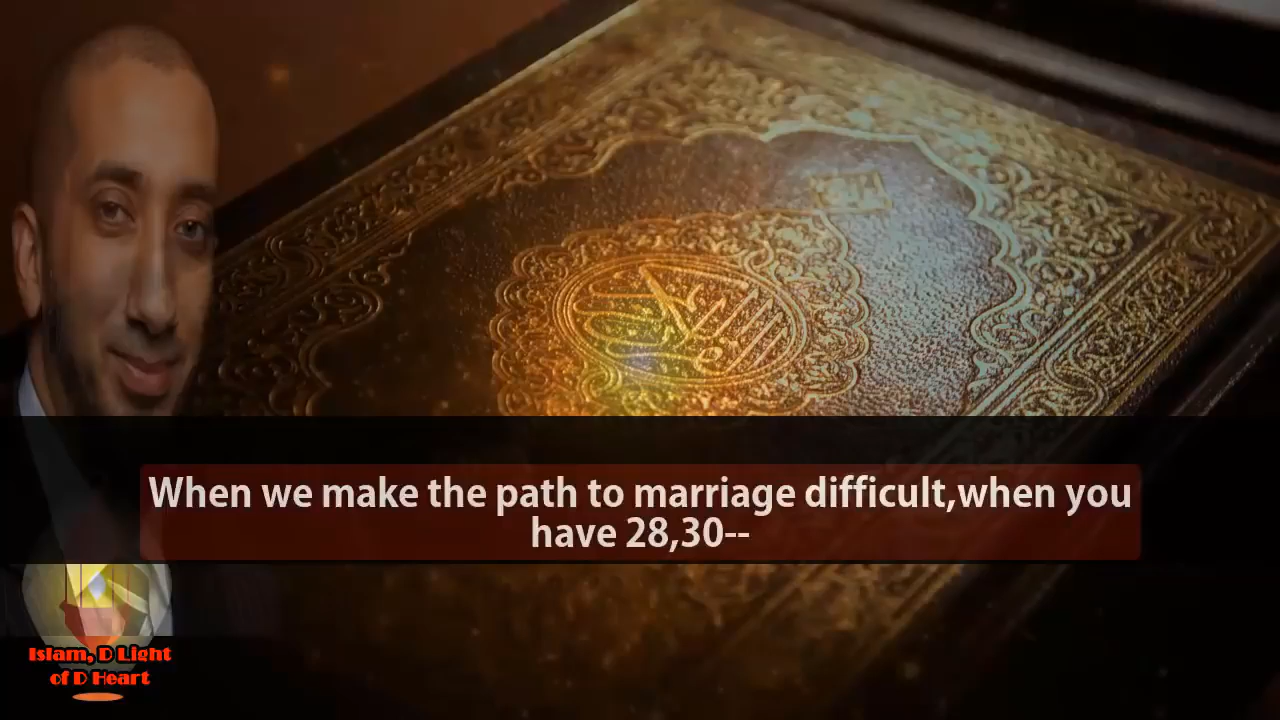 When we make the path to marriage difficult,when you
have 28,30--
Islam, D Light
of D Heart